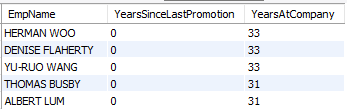 EmpName YearsSinceLastPromotion YearsAtCompany
HERMAN WOO 0 33
DENISE FLAHERTY 0 33
YU-RUO WANG 0 33
THOMAS BUSBY 0 31
ALBERT LUM 0 31